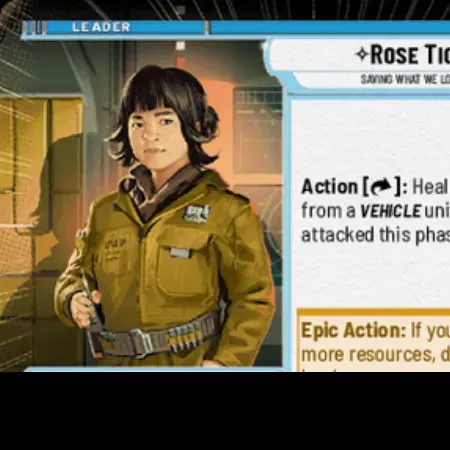 LEADER
ROSE TIC
SAVING WHAT WE LO
Action [ ]: Heal
from a VEHICLE uni
attacked this phas
Epic Action: If you
more resources, d